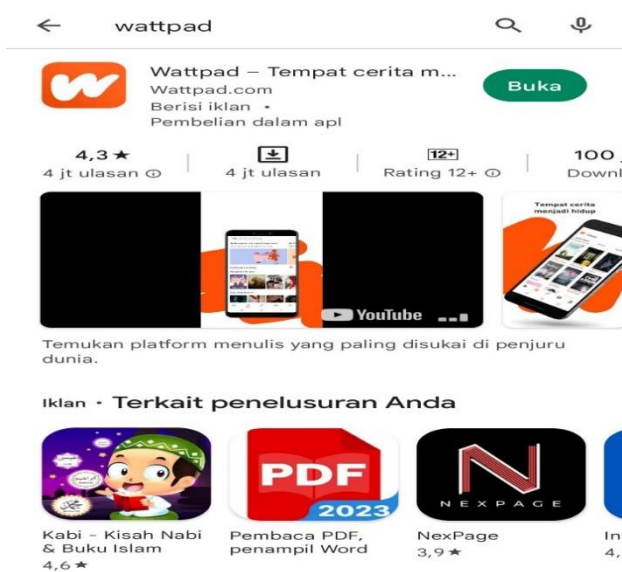 wattpad
Wattpad – Tempat cerita m...
Wattpad.com
Berisi iklan •
Pembelian dalam apl
Buka
4,3★
4 jt ulasan
4 jt ulasan
12+
Rating 12+
100
Downl
YouTube
Tempat cerita
menjadi hidup
Temukan platform menulis yang paling disukai di penjuru
dunia.
Iklan • Terkait penelusuran Anda
PDF
2023
NEXPAGE
Kabi - Kisah Nabi
& Buku Islam
4,6★
Pembaca PDF,
penampil Word
NexPage
3,9★
In
4,